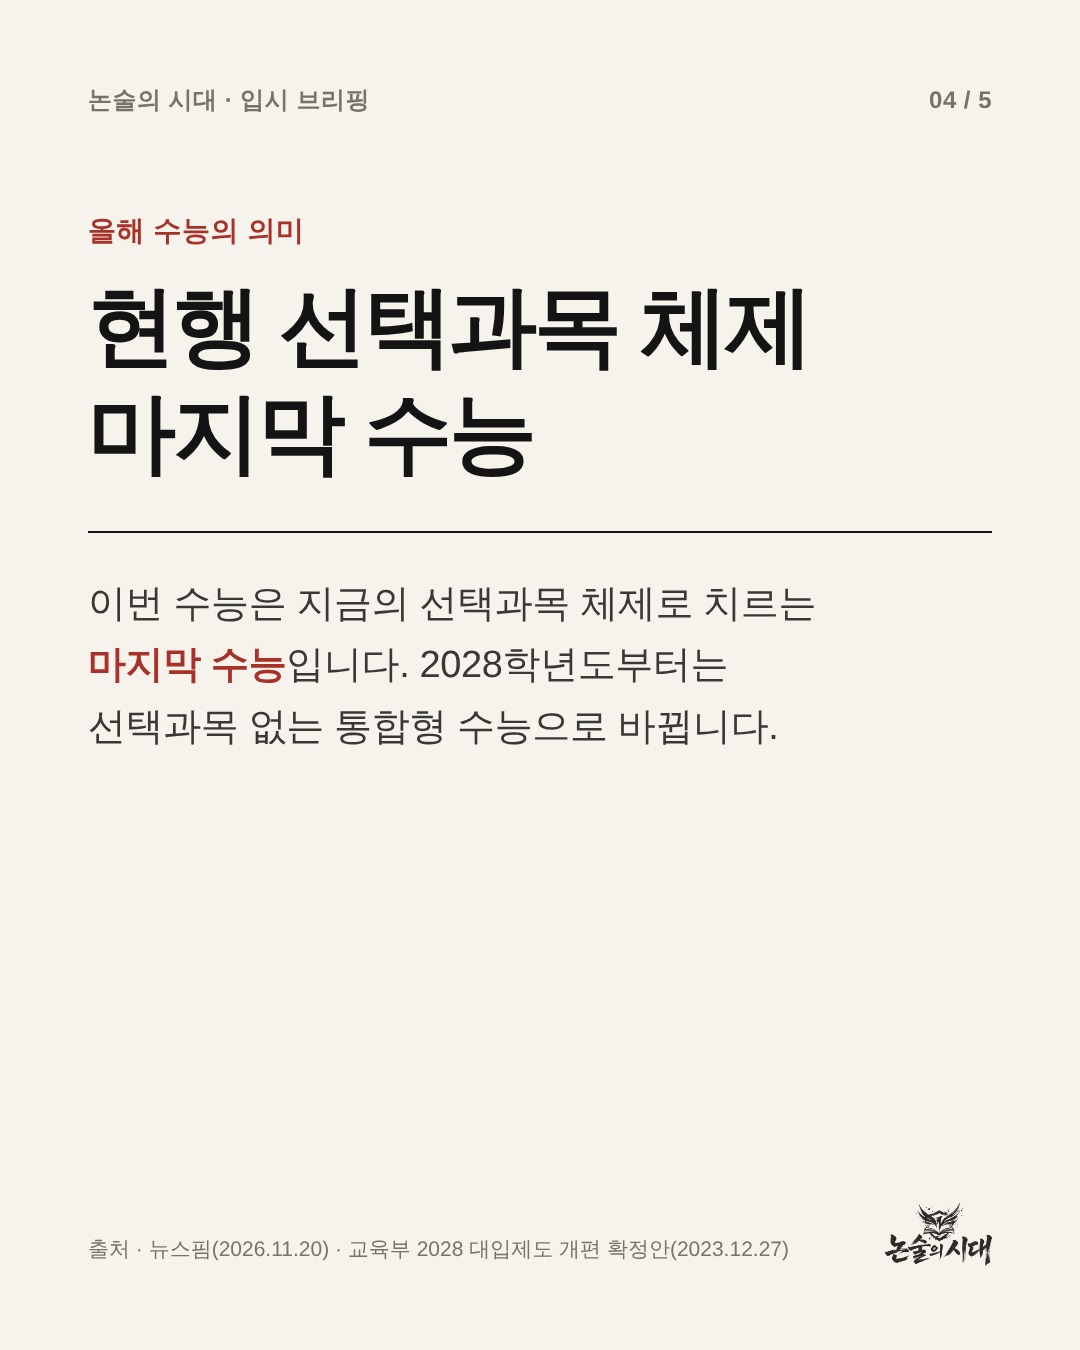 논술의 시대 · 입시 브리핑
04 / 5
올해 수능의 의미
현행 선택과목 체제
마지막 수능
이번 수능은 지금의 선택과목 체제로 치르는
마지막 수능입니다. 2028학년도부터는
선택과목 없는 통합형 수능으로 바뀝니다.
출처 · 뉴스핌(2026.11.20) · 교육부 2028 대입제도 개편 확정안(2023.12.27)
논술의시대